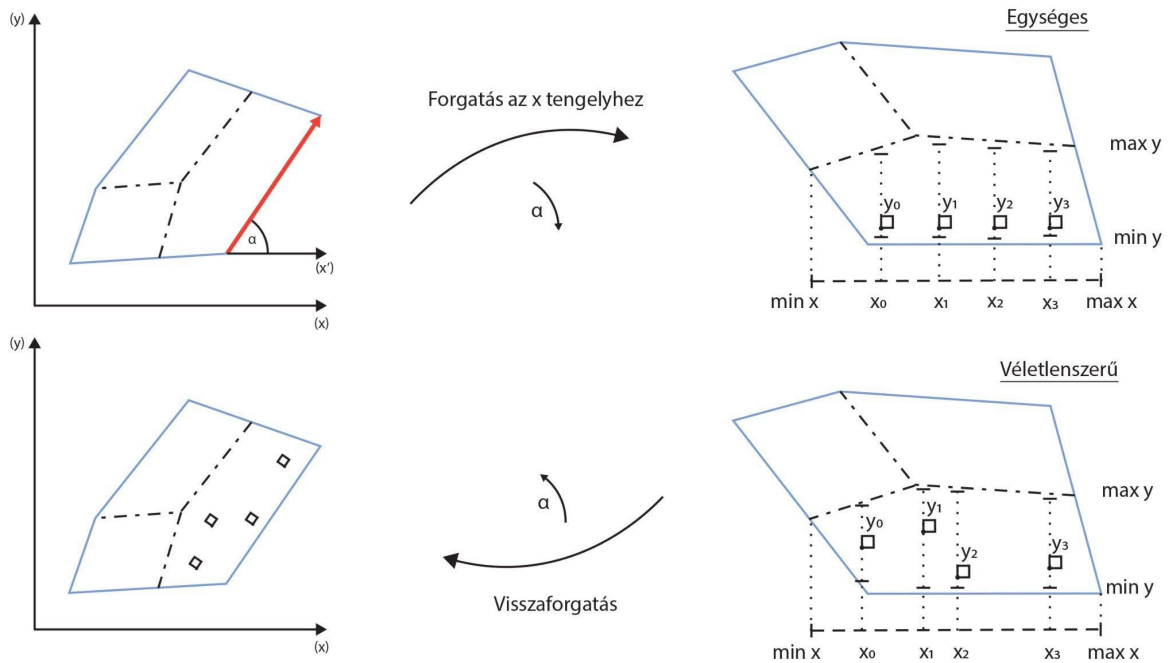 (y)
α
(x')
(x)
Forgatás az x tengelyhez
α
Egységes
max y
y₀ y₁ y₂ y₃
min y
min x x₀ x₁ x₂ x₃ max x
(y)
(x)
α
Visszaforgatás
Véletlenszerű
max y
y₀ y₁ y₂ y₃
min y
min x x₀ x₁ x₂ x₃ max x